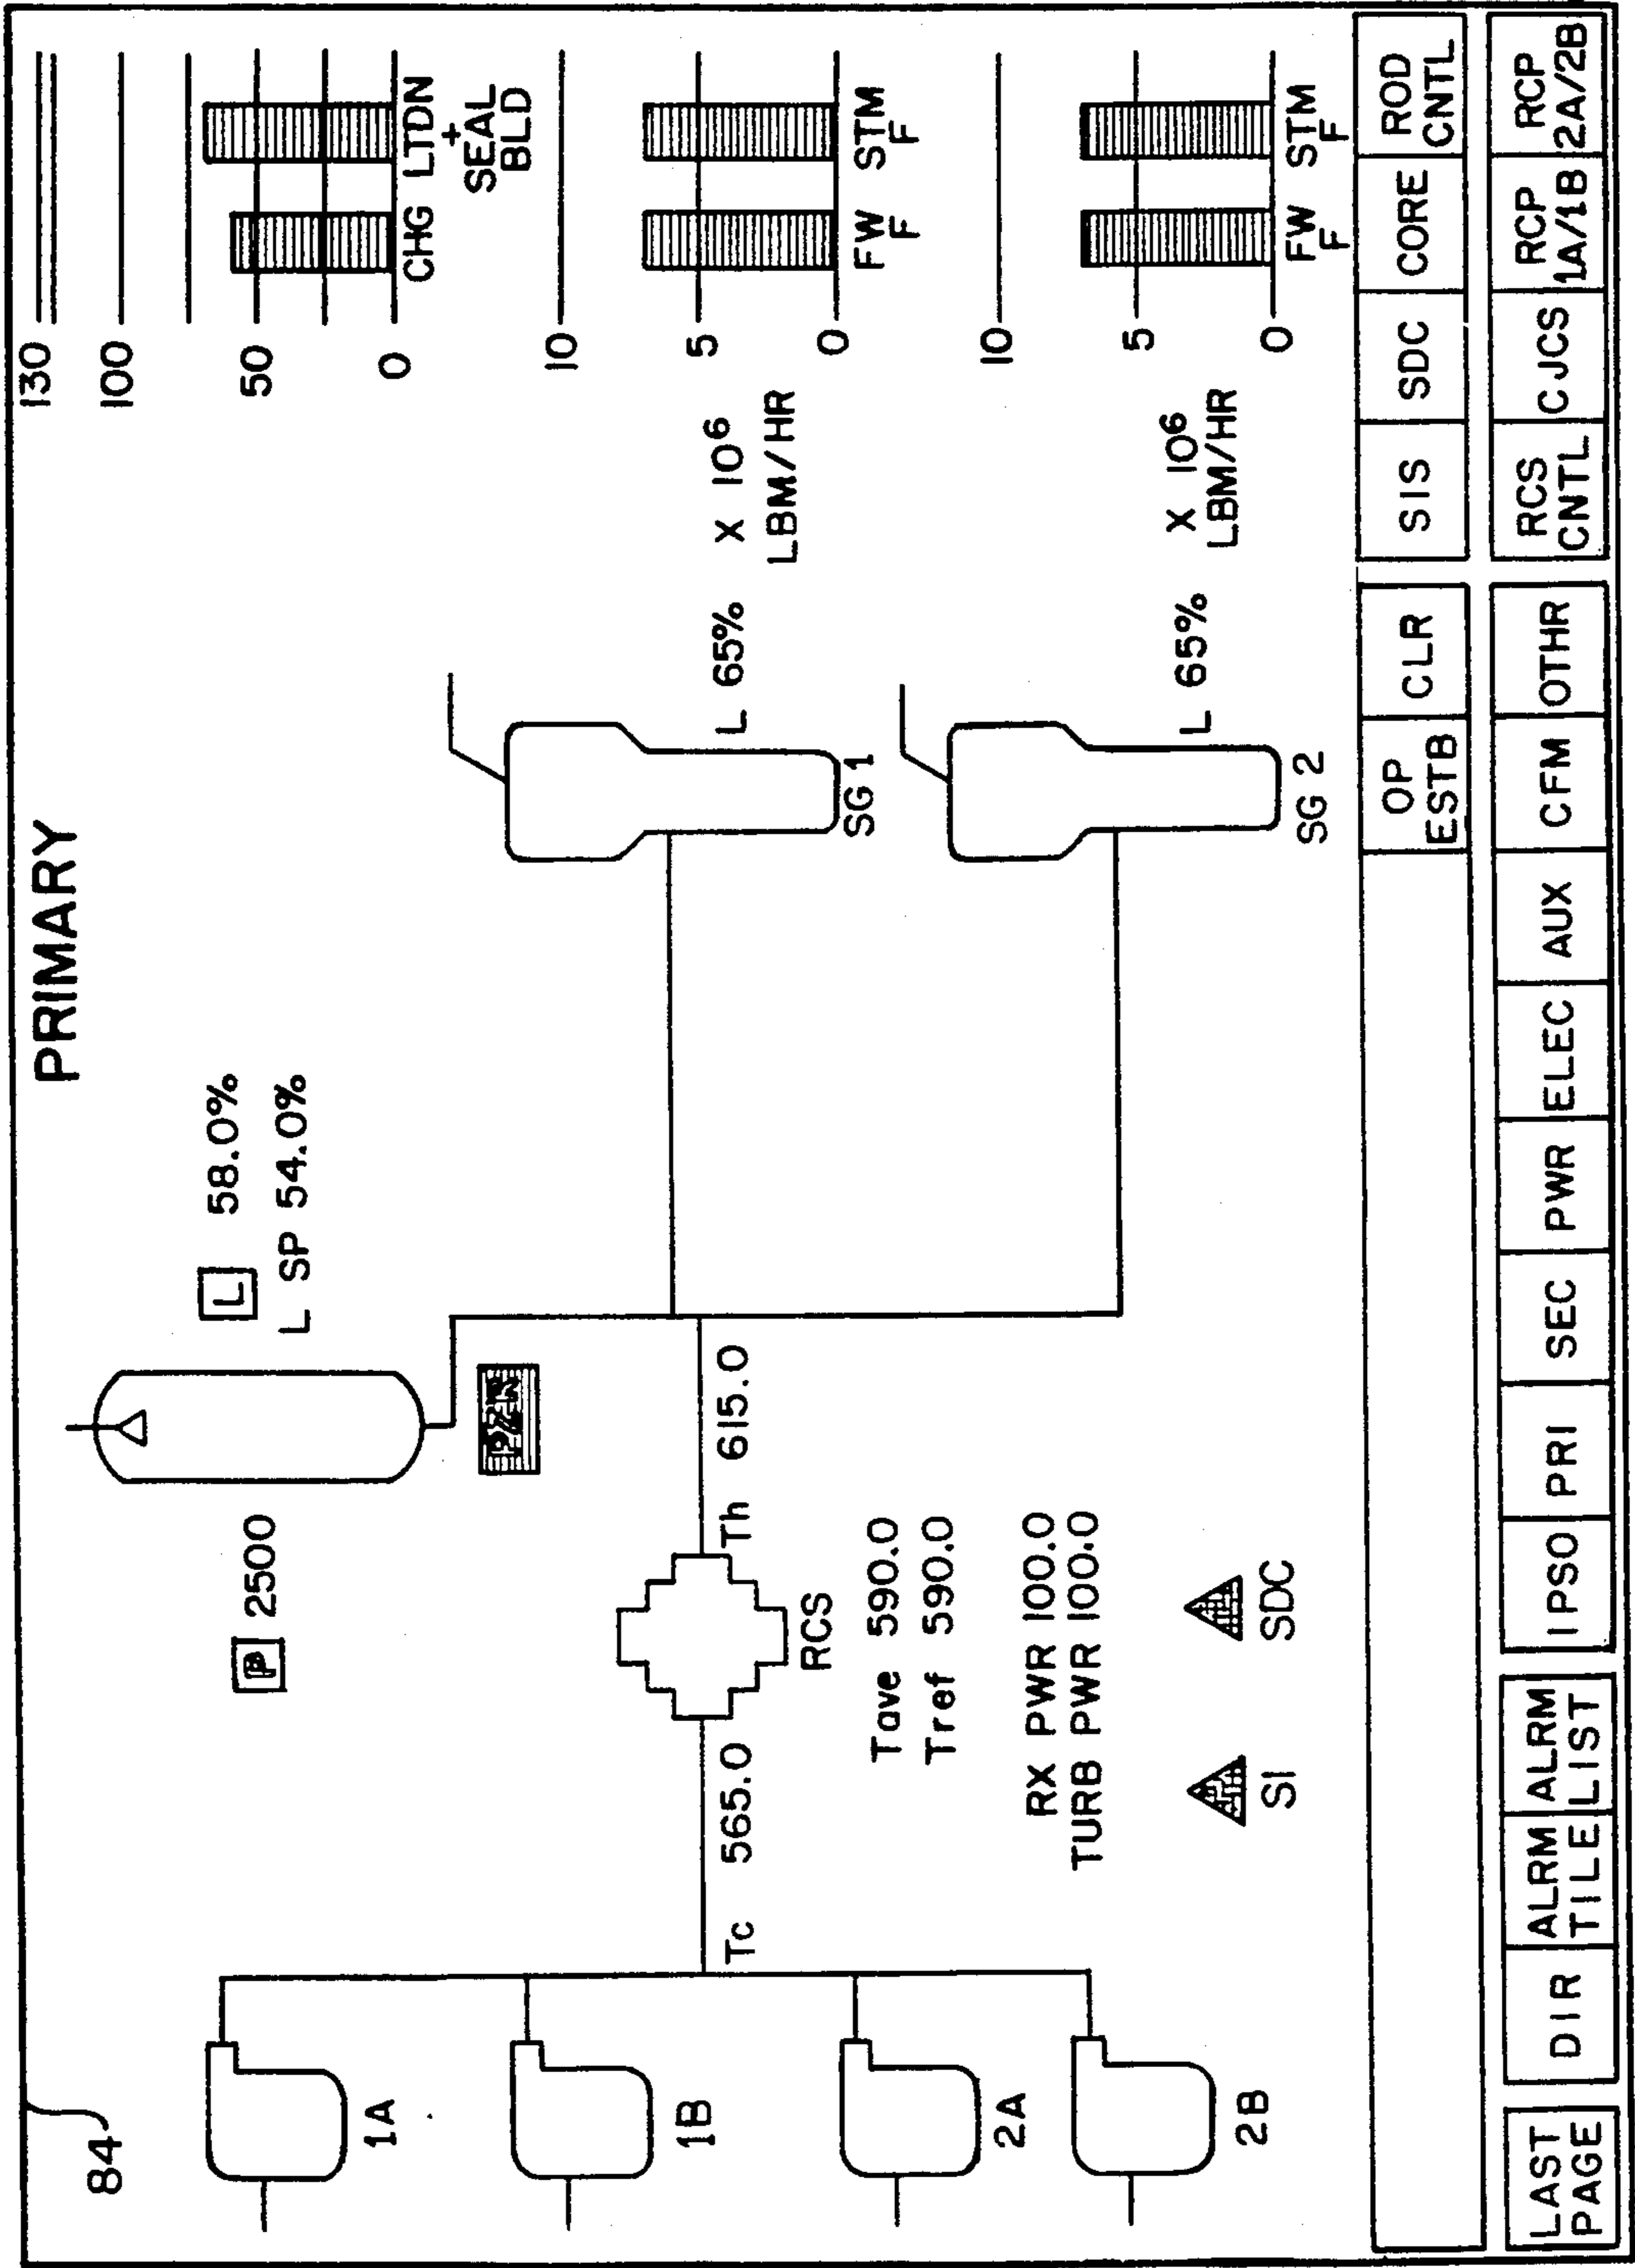 84
PRIMARY
130
100
50
0
CHG
LTDN
+
SEAL
BLD
L 58.0%
L SP 54.0%
P 2500
PZR
1A
1B
2A
2B
Tc 565.0
Th 615.0
RCS
Tave 590.0
Tref 590.0
RX PWR 100.0
TURB PWR 100.0
SI
SDC
SG 1
L 65%
X 10⁶
LBM/HR
10
5
0
FW
F
STM
F
SG 2
L 65%
X 10⁶
LBM/HR
10
5
0
FW
F
STM
F
OP
ESTB
CLR
SIS
SDC
CORE
ROD
CNTL
LAST
PAGE
DIR
ALRM
TILE
ALRM
LIST
IPSO
PRI
SEC
PWR
ELEC
AUX
CFM
OTHR
RCS
CNTL
CJCS
RCP
1A/1B
RCP
2A/2B